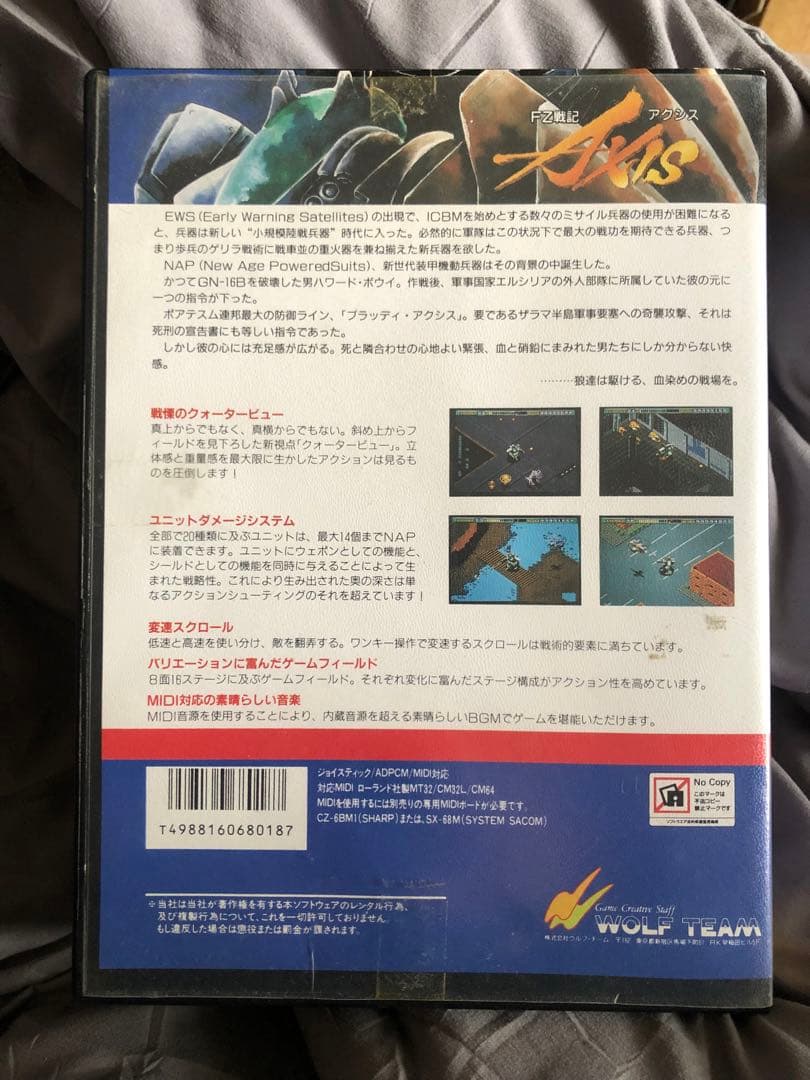 FZ戦記
アクシス
AXIS
EWS (Early Warning Satellites) の出現で、ICBMを始めとする数々のミサイル兵器の使用が困難になる
と、兵器は新しい“小規模陸戦兵器”時代に入った。必然的に軍隊はこの状況下で最大の戦功を期待できる兵器、つ
まり歩兵のゲリラ戦術に戦車並の重火器を兼ね揃えた新兵器を欲した。
NAP (New Age PoweredSuits)、新世代装甲機動兵器はその背景の中誕生した。
かつてGN-16Bを破壊した男ハワード・ボウイ。作戦後、軍事国家エルシリアの外人部隊に所属していた彼の元に
一つの指令が下った。
ボアテスム連邦最大の防御ライン、「ブラッディ・アクシス」。要であるザラマ半島軍事要塞への奇襲攻撃、それは
死刑の宣告書にも等しい指令であった。
しかし彼の心には充足感が広がる。死と隣合わせの心地よい緊張、血と硝鉛にまみれた男たちにしか分からない快
感。
………狼達は駆ける、血染めの戦場を。
戦慄のクォータービュー
真上からでもなく、真横からでもない。斜め上からフ
ィールドを見下ろした新視点「クォータービュー」。立
体感と重量感を最大限に生かしたアクションは見るも
のを圧倒します!
ユニットダメージシステム
全部で20種類に及ぶユニットは、最大14個までNAP
に装着できます。ユニットにウェポンとしての機能と、
シールドとしての機能を同時に与えることによって生
まれた戦略性。これにより生み出された奥の深さは単
なるアクションシューティングのそれを超えています!
変速スクロール
低速と高速を使い分け、敵を翻弄する。ワンキー操作で変速するスクロールは戦術的要素に満ちています。
バリエーションに富んだゲームフィールド
8面16ステージに及ぶゲームフィールド。それぞれ変化に富んだステージ構成がアクション性を高めています。
MIDI対応の素晴らしい音楽
MIDI音源を使用することにより、内蔵音源を超える素晴らしいBGMでゲームを堪能いただけます。
T4988160680187
ジョイスティック/ADPCM/MIDI対応
対応MIDI ローランド社製MT32/CM32L/CM64
MIDIを使用するには別売りの専用MIDIボードが必要です。
CZ-6BM1(SHARP)または、SX-68M(SYSTEM SACOM)
No Copy
このマークは
不法コピー
禁止マークです
※当社は当社が著作権を有する本ソフトウェアのレンタル行為、
及び複製行為について、これを一切許可しておりません。
もし違反した場合は懲役または罰金が課されます。
Game Creative Staff
WOLF TEAM
株式会社ウルフ・チーム 〒162 東京都新宿区馬場下町61